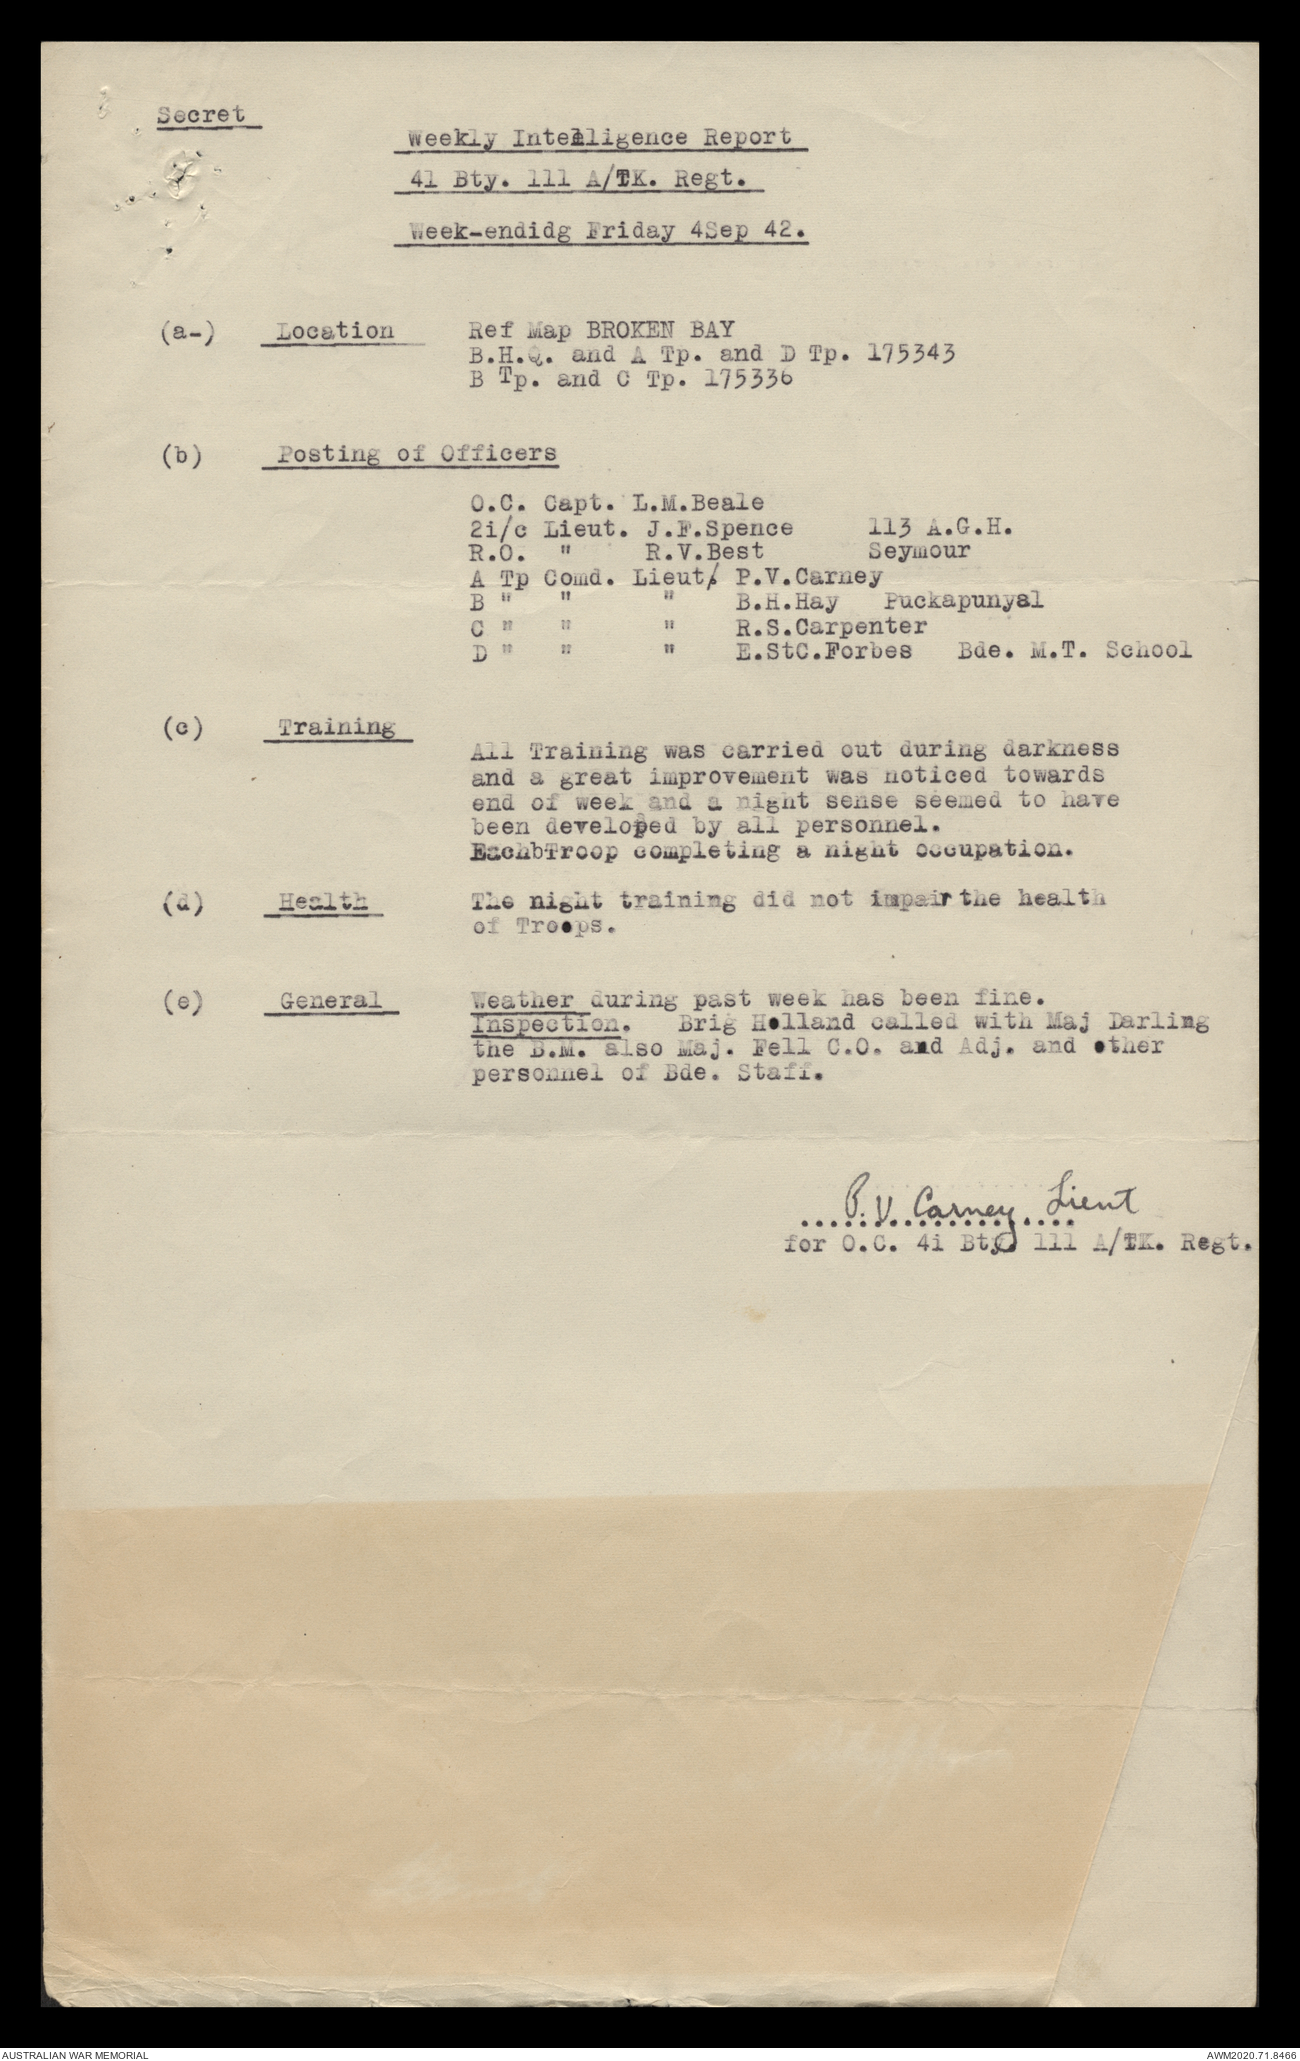 Secret
Weekly Intelligence Report
41 Bty. 111 A/TK. Regt.
Week-endidg Friday 4Sep 42.
(a-) Location Ref Map BROKEN BAY
B.H.Q. and A Tp. and D Tp. 175343
B Tp. and C Tp. 175336
(b) Posting of Officers
O.C. Capt. L.M.Beale
2i/c Lieut. J.F.Spence 113 A.G.H.
R.O. " R.V.Best Seymour
A Tp Comd. Lieut. P.V.Carney
B " " " B.H.Hay Puckapunyal
C " " " R.S.Carpenter
D " " " E.StC.Forbes Bde. M.T. School
(c) Training
All Training was carried out during darkness
and a great improvement was noticed towards
end of week and a night sense seemed to have
been developed by all personnel.
EachbTroop completing a night occupation.
(d) Health The night training did not impair the health
of Troops.
(e) General Weather during past week has been fine.
Inspection. Brig Holland called with Maj Darling
the B.M. also Maj. Fell C.O. and Adj. and other
personnel of Bde. Staff.
P.V. Carney Lieut
...................
for O.C. 4i Bty. 111 A/TK. Regt.
AUSTRALIAN WAR MEMORIAL AWM2020.71.8466